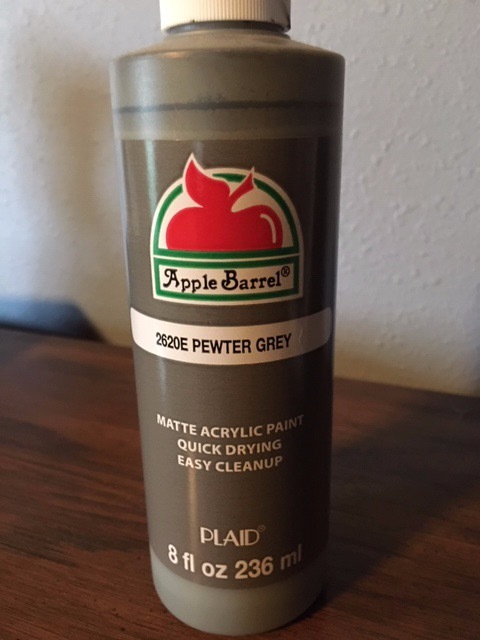 Apple Barrel®
2620E PEWTER GREY
MATTE ACRYLIC PAINT
QUICK DRYING
EASY CLEANUP
PLAID®
8 fl oz 236 ml